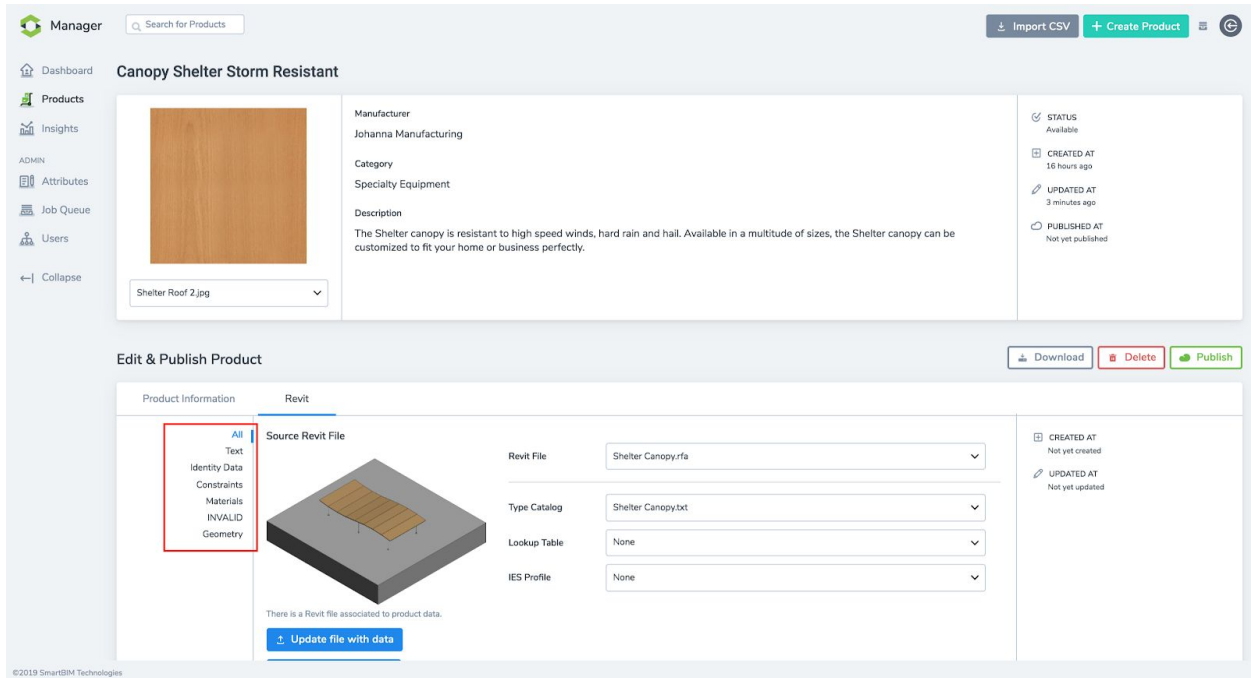 Manager
Search for Products
Import CSV
+ Create Product
Dashboard
Products
Insights
ADMIN
Attributes
Job Queue
Users
Collapse
Canopy Shelter Storm Resistant
Shelter Roof 2.jpg
Manufacturer
Johanna Manufacturing
Category
Specialty Equipment
Description
The Shelter canopy is resistant to high speed winds, hard rain and hail. Available in a multitude of sizes, the Shelter canopy can be
customized to fit your home or business perfectly.
STATUS
Available
CREATED AT
16 hours ago
UPDATED AT
3 minutes ago
PUBLISHED AT
Not yet published
Edit & Publish Product
Download
Delete
Publish
Product Information
Revit
All
Text
Identity Data
Constraints
Materials
INVALID
Geometry
Source Revit File
There is a Revit file associated to product data.
Update file with data
Revit File
Shelter Canopy.rfa
Type Catalog
Shelter Canopy.txt
Lookup Table
None
IES Profile
None
CREATED AT
Not yet created
UPDATED AT
Not yet updated
©2019 SmartBIM Technologies